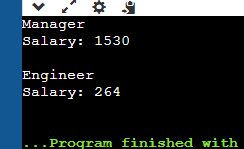 Manager
Salary: 1530
Engineer
Salary: 264
...Program finished with